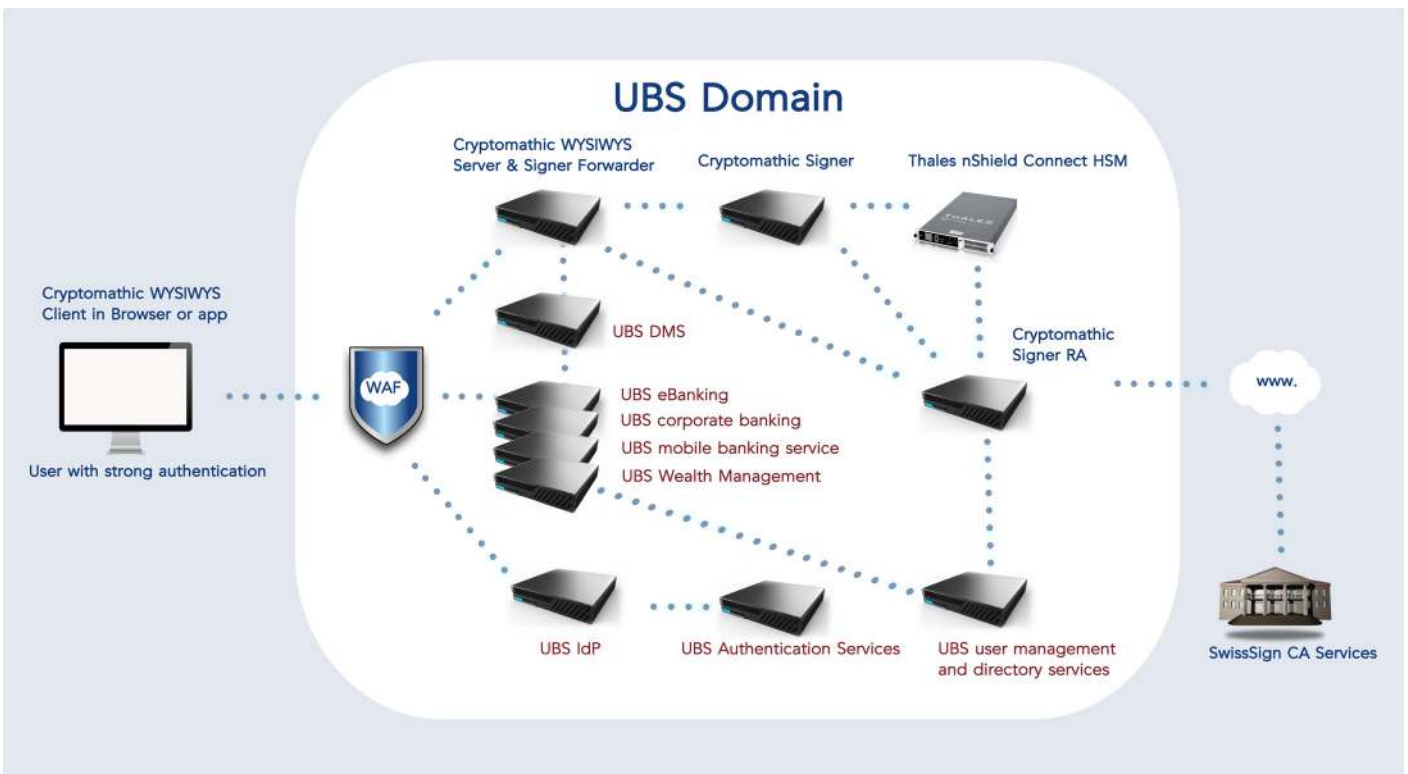 UBS Domain
Cryptomathic WYSIWYS
Server & Signer Forwarder
Cryptomathic Signer
Thales nShield Connect HSM
THALES
Cryptomathic WYSIWYS
Client in Browser or app
UBS DMS
Cryptomathic
Signer RA
WAF
www.
UBS eBanking
UBS corporate banking
UBS mobile banking service
UBS Wealth Management
User with strong authentication
UBS IdP
UBS Authentication Services
UBS user management
and directory services
SwissSign CA Services